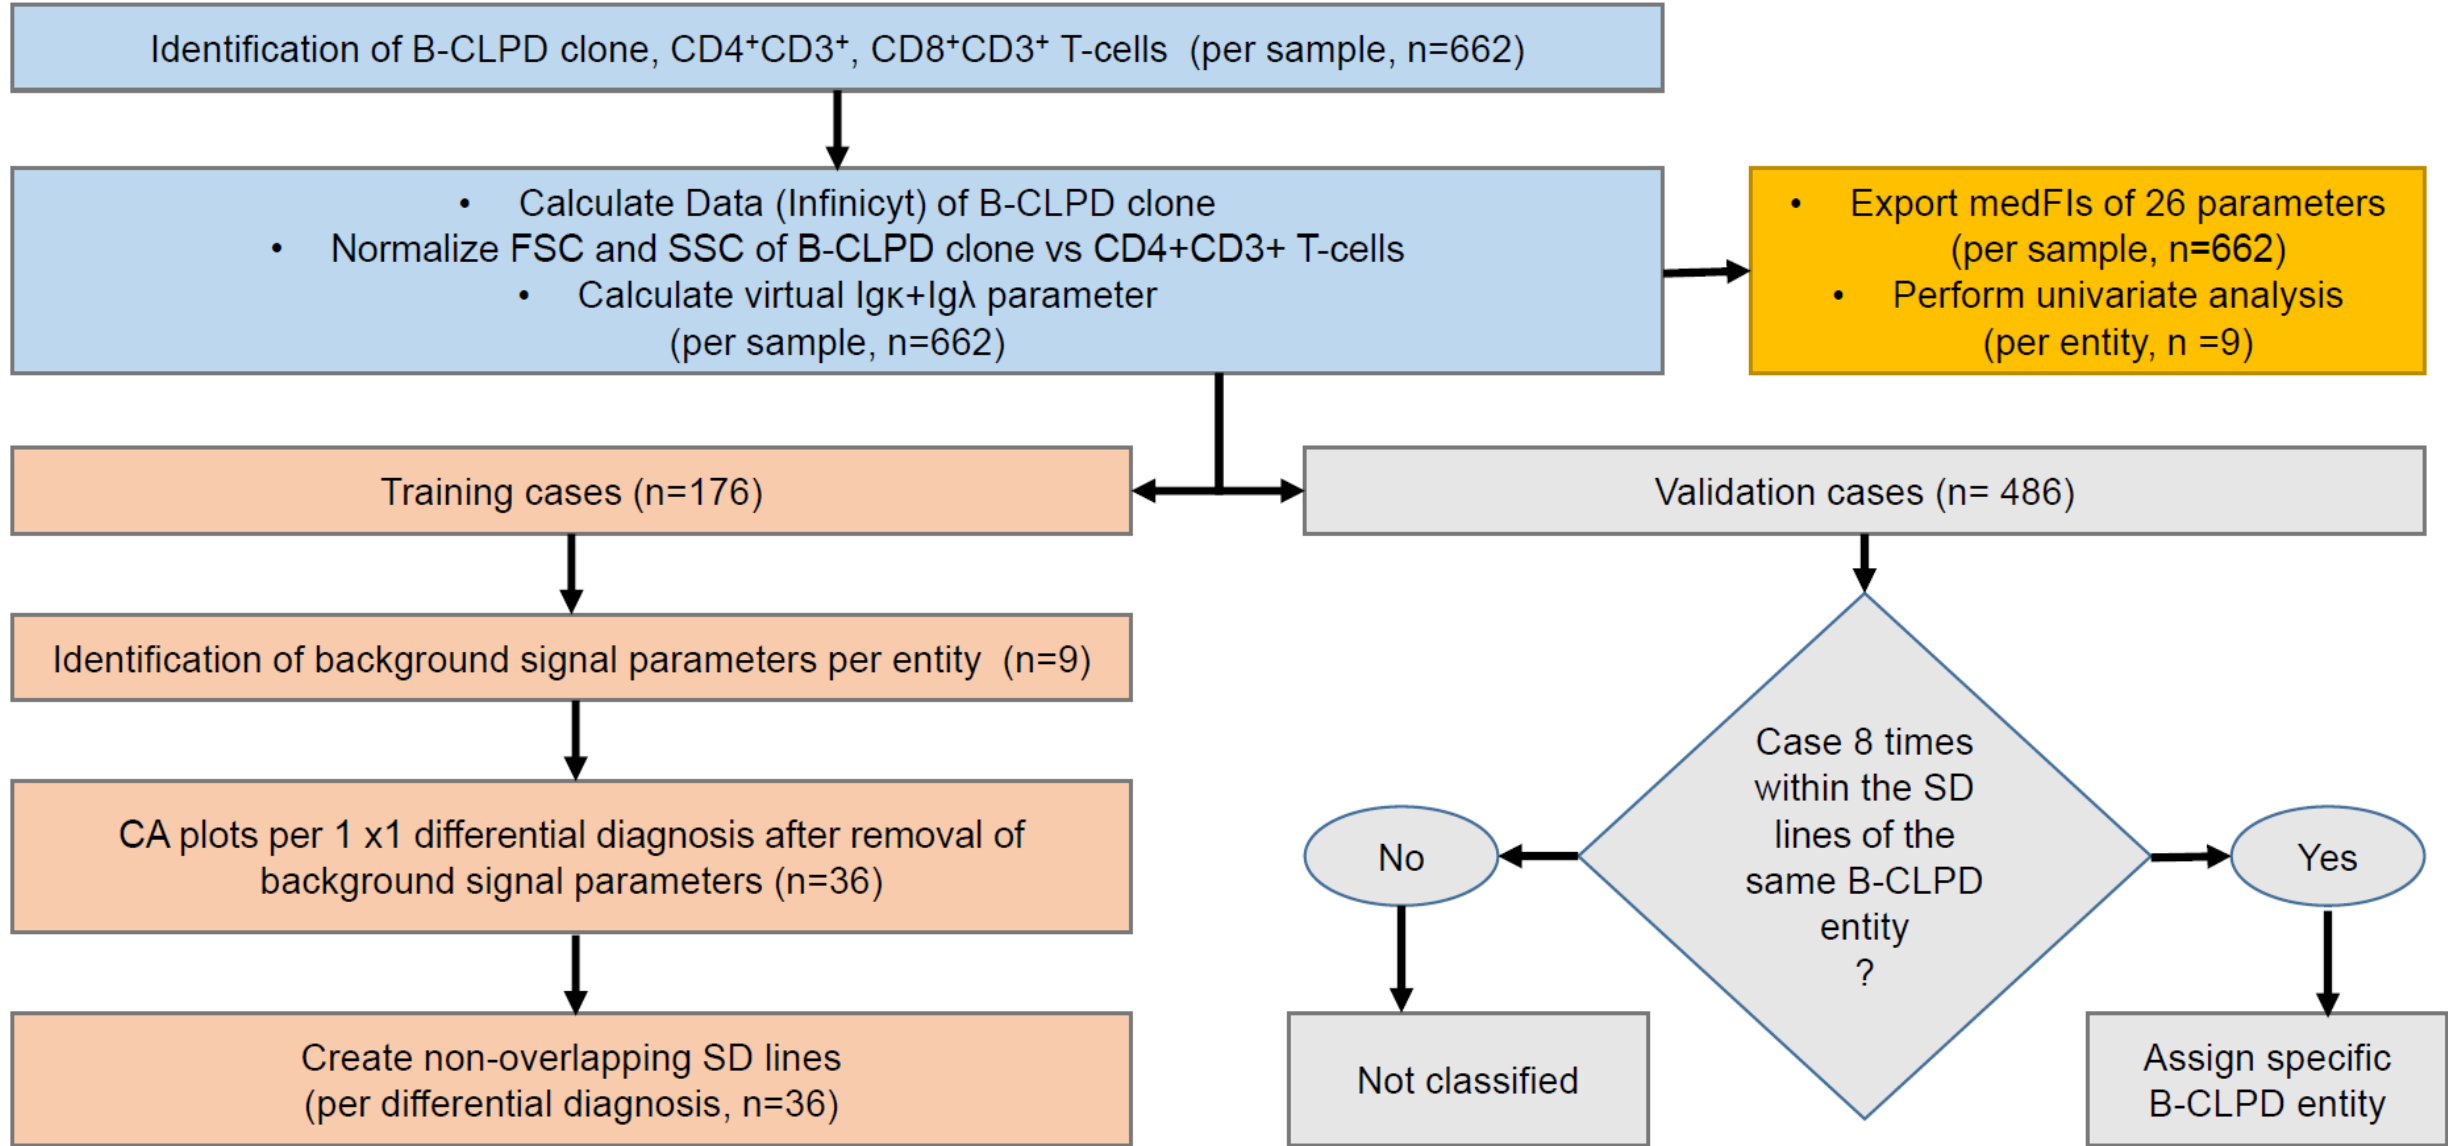 Identification of B-CLPD clone, CD4⁺CD3⁺, CD8⁺CD3⁺ T-cells (per sample, n=662)
• Calculate Data (Infinicyt) of B-CLPD clone
• Normalize FSC and SSC of B-CLPD clone vs CD4+CD3+ T-cells
• Calculate virtual Igκ+Igλ parameter
(per sample, n=662)
• Export medFIs of 26 parameters
(per sample, n=662)
• Perform univariate analysis
(per entity, n =9)
Training cases (n=176)
Validation cases (n= 486)
Identification of background signal parameters per entity (n=9)
CA plots per 1 x1 differential diagnosis after removal of
background signal parameters (n=36)
Create non-overlapping SD lines
(per differential diagnosis, n=36)
Case 8 times
within the SD
lines of the
same B-CLPD
entity
?
No
Yes
Not classified
Assign specific
B-CLPD entity